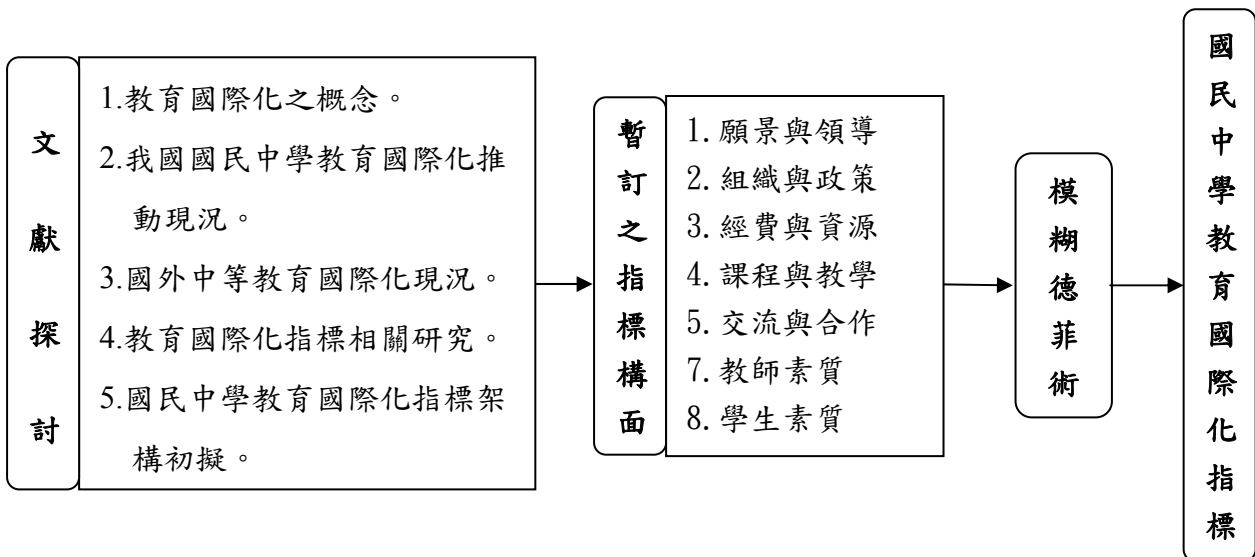 文獻探討
1.教育國際化之概念。
2.我國國民中學教育國際化推
動現況。
3.國外中等教育國際化現況。
4.教育國際化指標相關研究。
5.國民中學教育國際化指標架
構初擬。
暫訂之指標構面
1.願景與領導
2.組織與政策
3.經費與資源
4.課程與教學
5.交流與合作
7.教師素質
8.學生素質
模糊德菲術
國民中學教育國際化指標